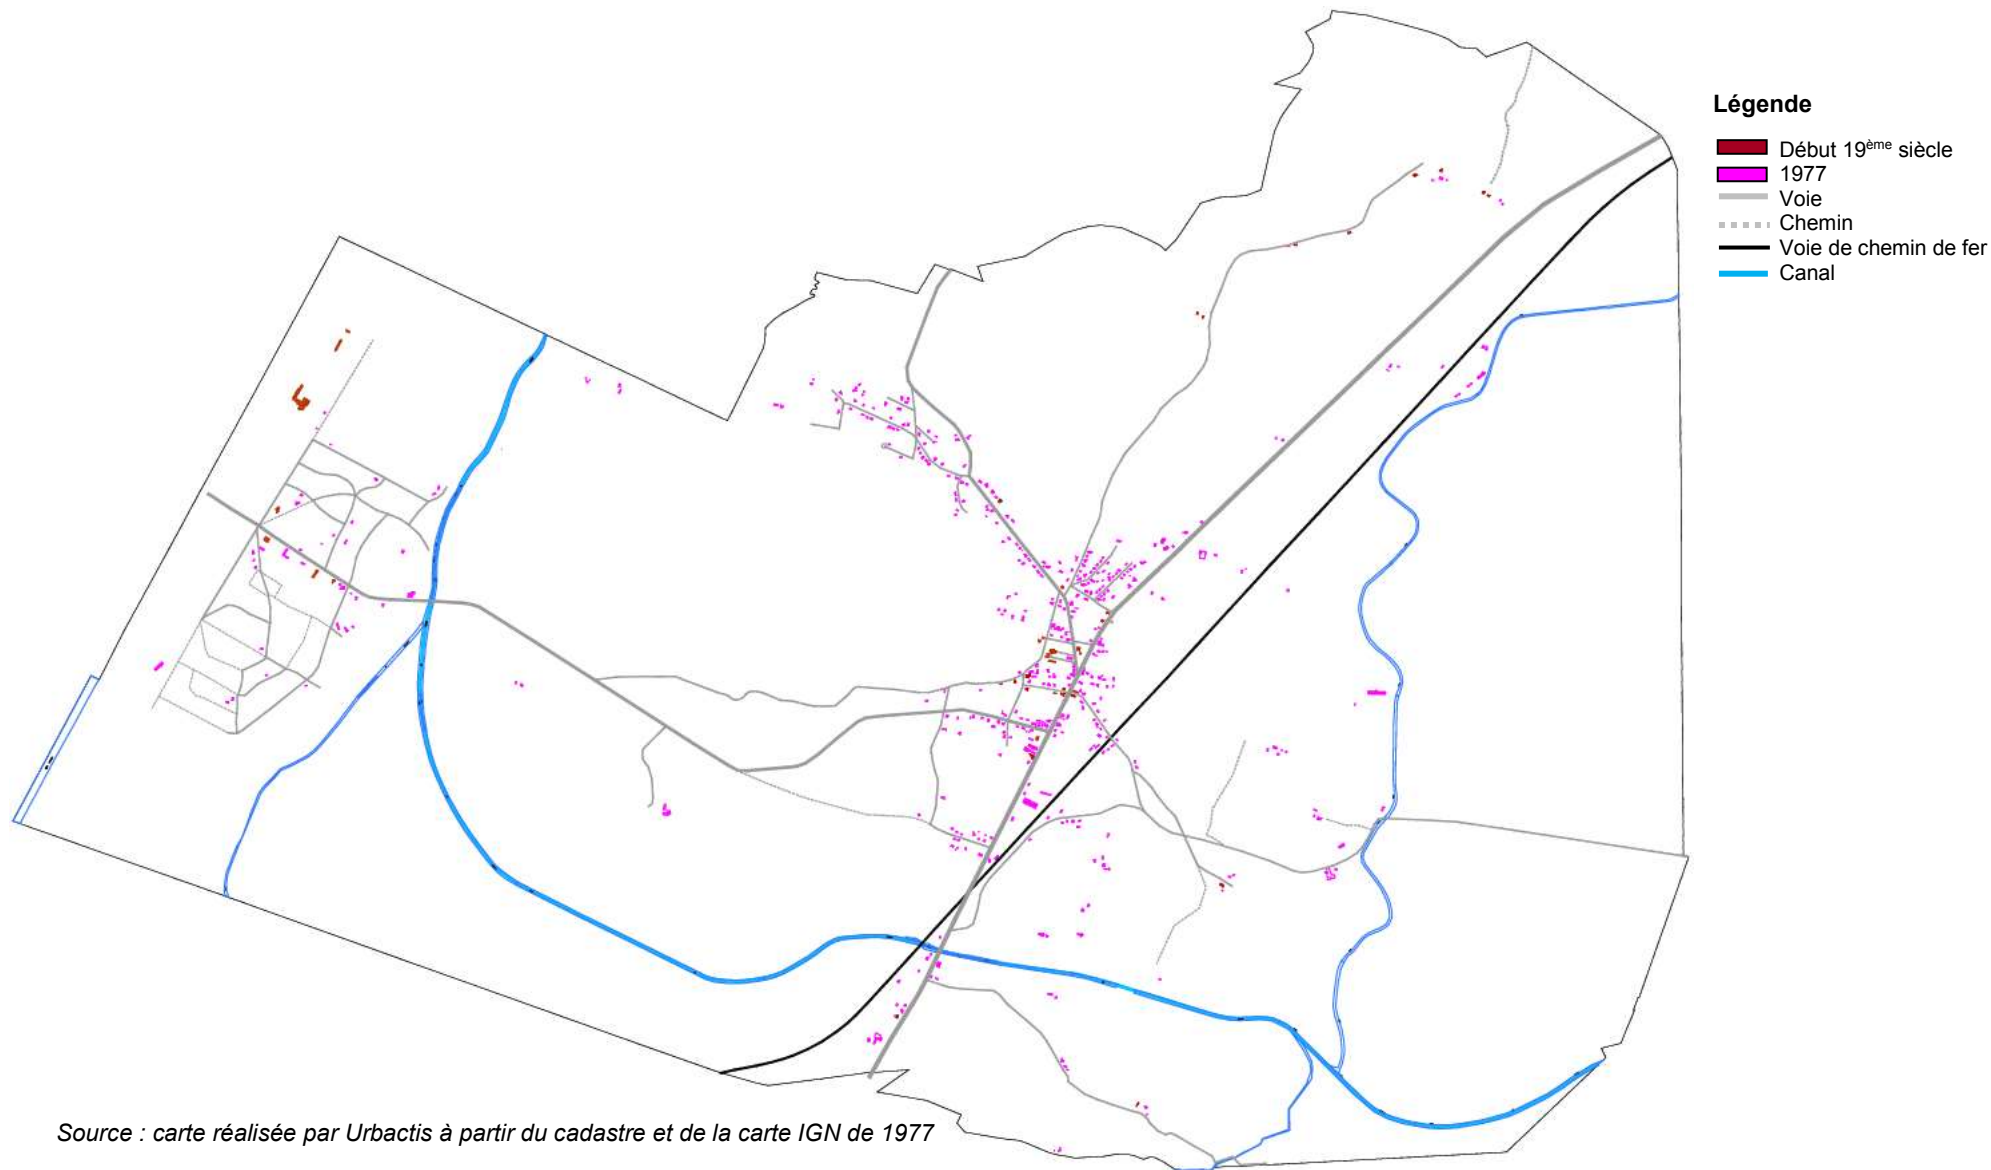 Légende
Début 19ème siècle
1977
Voie
Chemin
Voie de chemin de fer
Canal
Source : carte réalisée par Urbactis à partir du cadastre et de la carte IGN de 1977